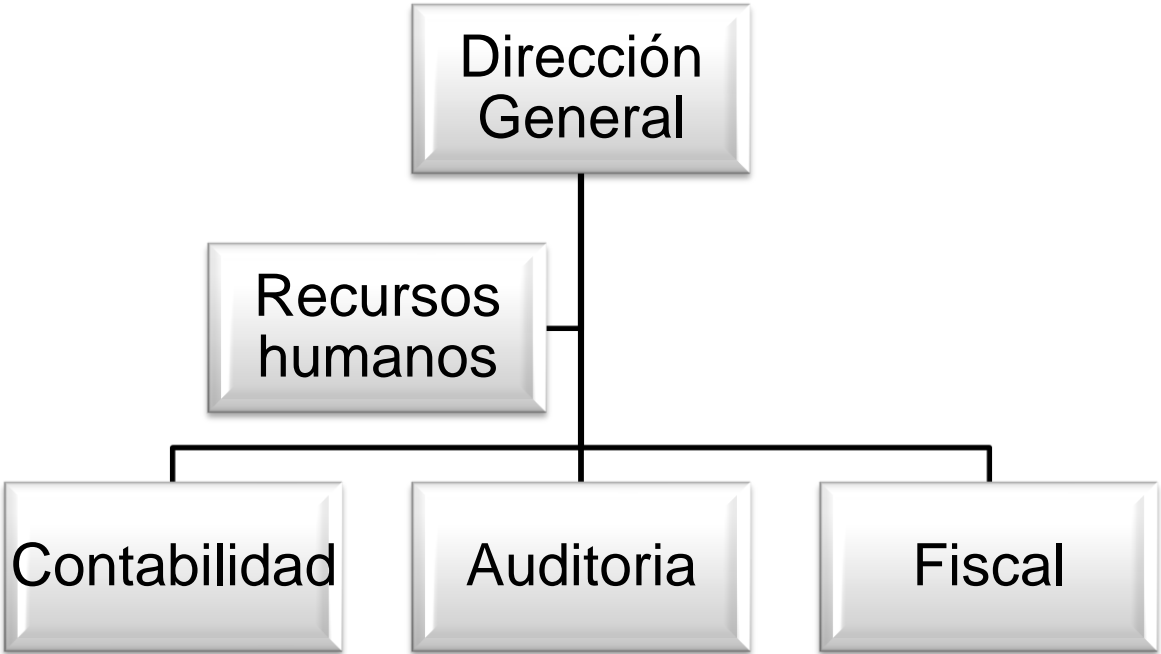 Dirección
General
Recursos
humanos
Contabilidad
Auditoria
Fiscal